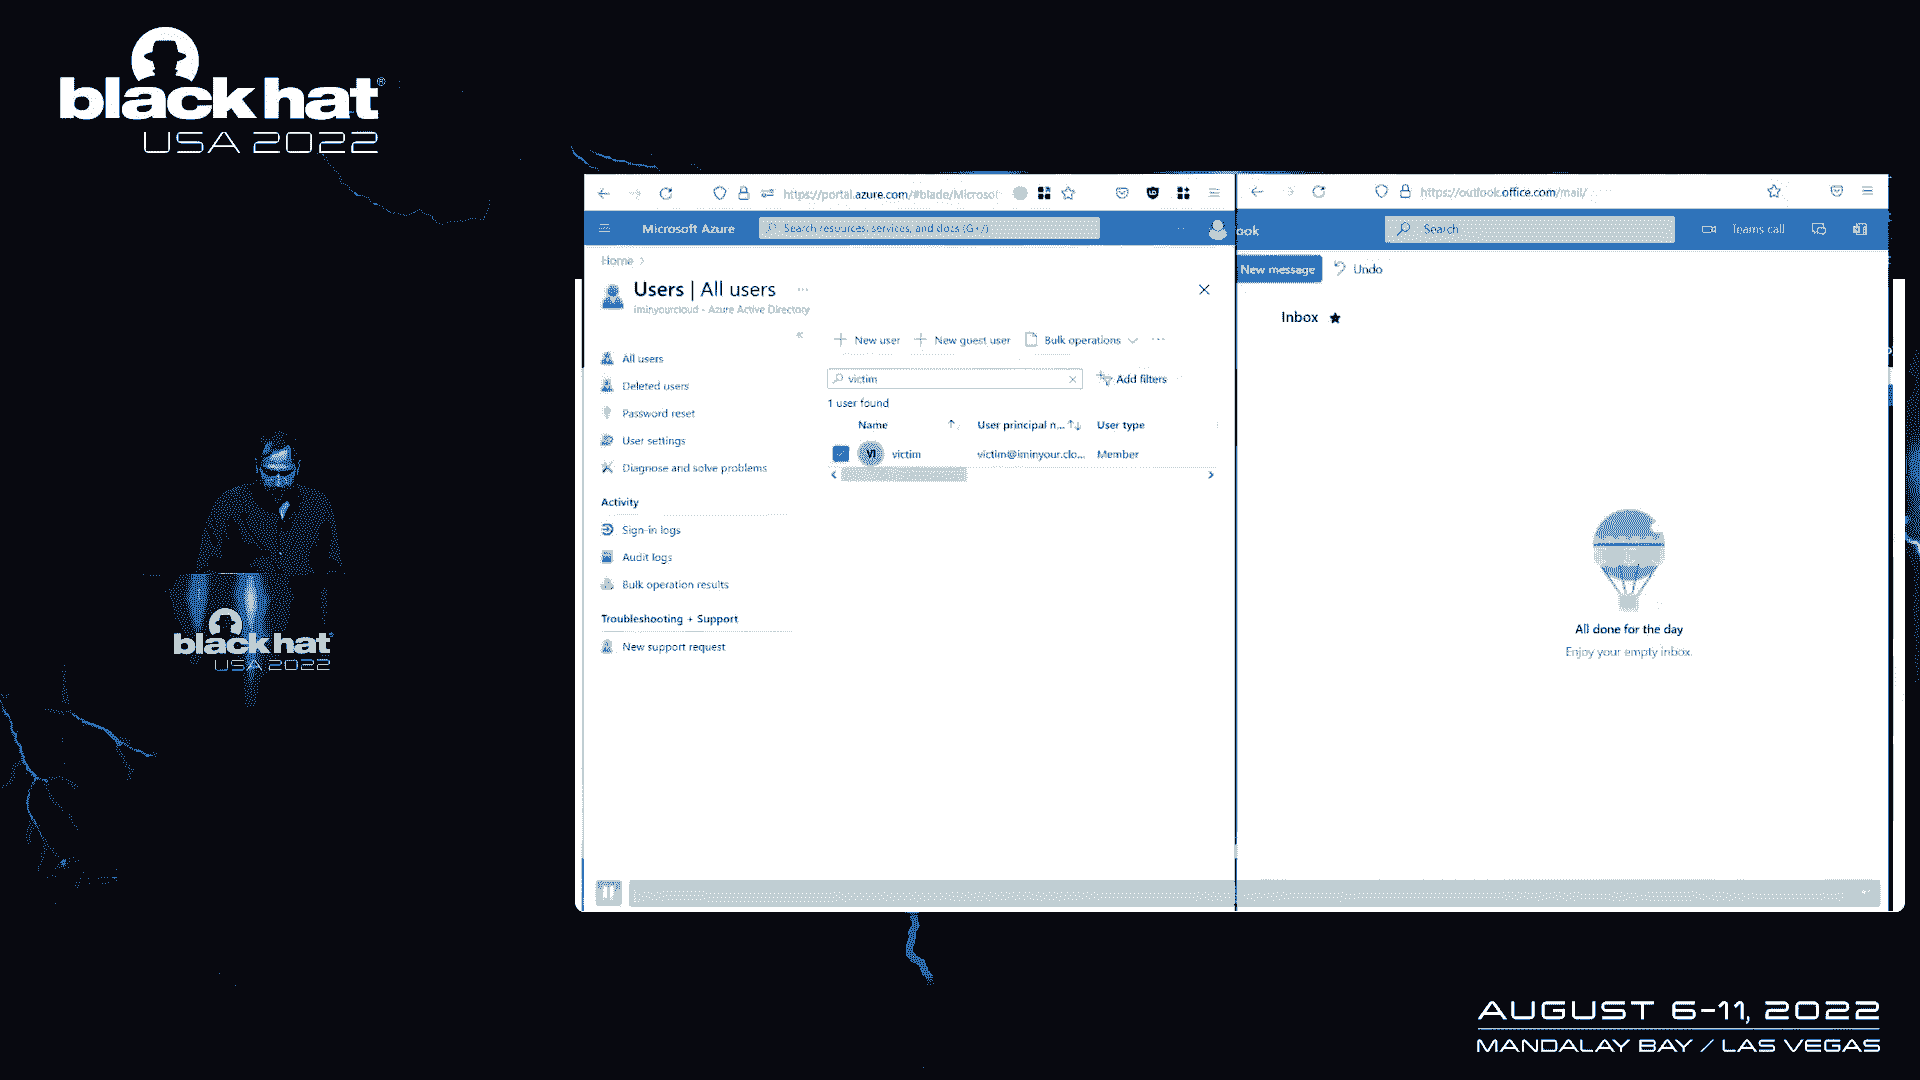 black hat®
USA 2022
https://portal.azure.com/#blade/Microsof
Microsoft Azure
Search resources, services, and docs (G+/)
Home >
Users | All users ...
iminyourcloud - Azure Active Directory
«
All users
Deleted users
Password reset
User settings
Diagnose and solve problems
Activity
Sign-in logs
Audit logs
Bulk operation results
Troubleshooting + Support
New support request
New user
New guest user
Bulk operations
victim
Add filters
1 user found
Name
User principal n...
User type
VI
victim
victim@iminyour.clo...
Member
https://outlook.office.com/mail/
ook
Search
Teams call
New message
Undo
Inbox
All done for the day
Enjoy your empty inbox.
black hat
USA 2022
AUGUST 6-11, 2022
MANDALAY BAY / LAS VEGAS